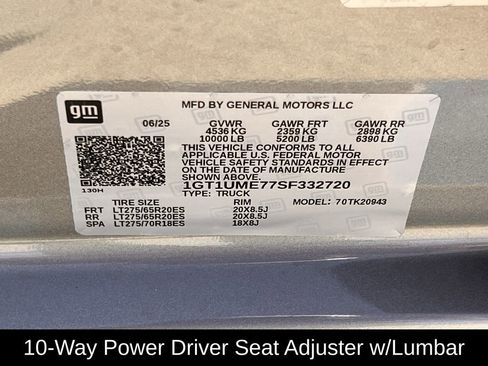 gm
MFD BY GENERAL MOTORS LLC
06/25 GVWR GAWR FRT GAWR RR
4536 KG 2359 KG 2898 KG
10000 LB 5200 LB 6390 LB
THIS VEHICLE CONFORMS TO ALL
APPLICABLE U.S. FEDERAL MOTOR
VEHICLE SAFETY STANDARDS IN EFFECT
ON THE DATE OF MANUFACTURE
SHOWN ABOVE.
1GT1UME77SF332720
130H
TYPE: TRUCK
TIRE SIZE RIM MODEL: 70TK20943
FRT LT275/65R20ES 20X8.5J
RR LT275/65R20ES 20X8.5J
SPA LT275/70R18ES 18X8J
10-Way Power Driver Seat Adjuster w/Lumbar